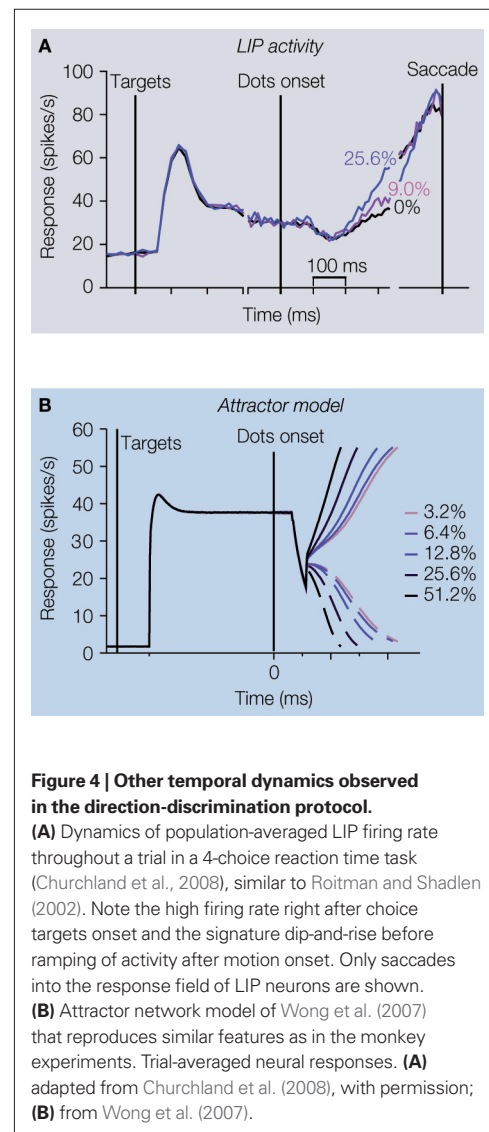 A
LIP activity
Targets
Dots onset
Saccade
Response (spikes/s)
100
80
60
40
20
0
25.6%
9.0%
0%
100 ms
Time (ms)
B
Attractor model
Targets
Dots onset
Response (spikes/s)
60
50
40
30
20
10
0
3.2%
6.4%
12.8%
25.6%
51.2%
0
Time (ms)
Figure 4 | Other temporal dynamics observed
in the direction-discrimination protocol.
(A) Dynamics of population-averaged LIP firing rate
throughout a trial in a 4-choice reaction time task
(Churchland et al., 2008), similar to Roitman and Shadlen
(2002). Note the high firing rate right after choice
targets onset and the signature dip-and-rise before
ramping of activity after motion onset. Only saccades
into the response field of LIP neurons are shown.
(B) Attractor network model of Wong et al. (2007)
that reproduces similar features as in the monkey
experiments. Trial-averaged neural responses. (A)
adapted from Churchland et al. (2008), with permission;
(B) from Wong et al. (2007).